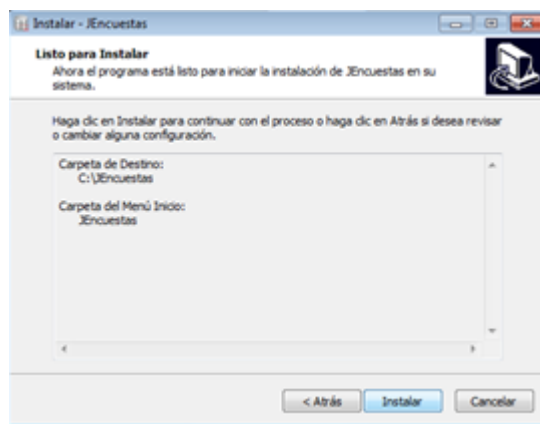 Instalar - JEncuestas
Listo para Instalar
Ahora el programa está listo para iniciar la instalación de JEncuestas en su
sistema.
Haga clic en Instalar para continuar con el proceso o haga clic en Atrás si desea revisar
o cambiar alguna configuración.
Carpeta de Destino:
C:\JEncuestas
Carpeta del Menú Inicio:
JEncuestas
< Atrás
Instalar
Cancelar